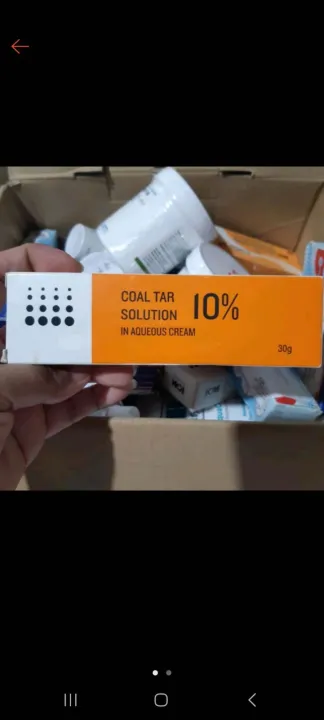 COAL TAR
SOLUTION 10%
IN AQUEOUS CREAM
30g